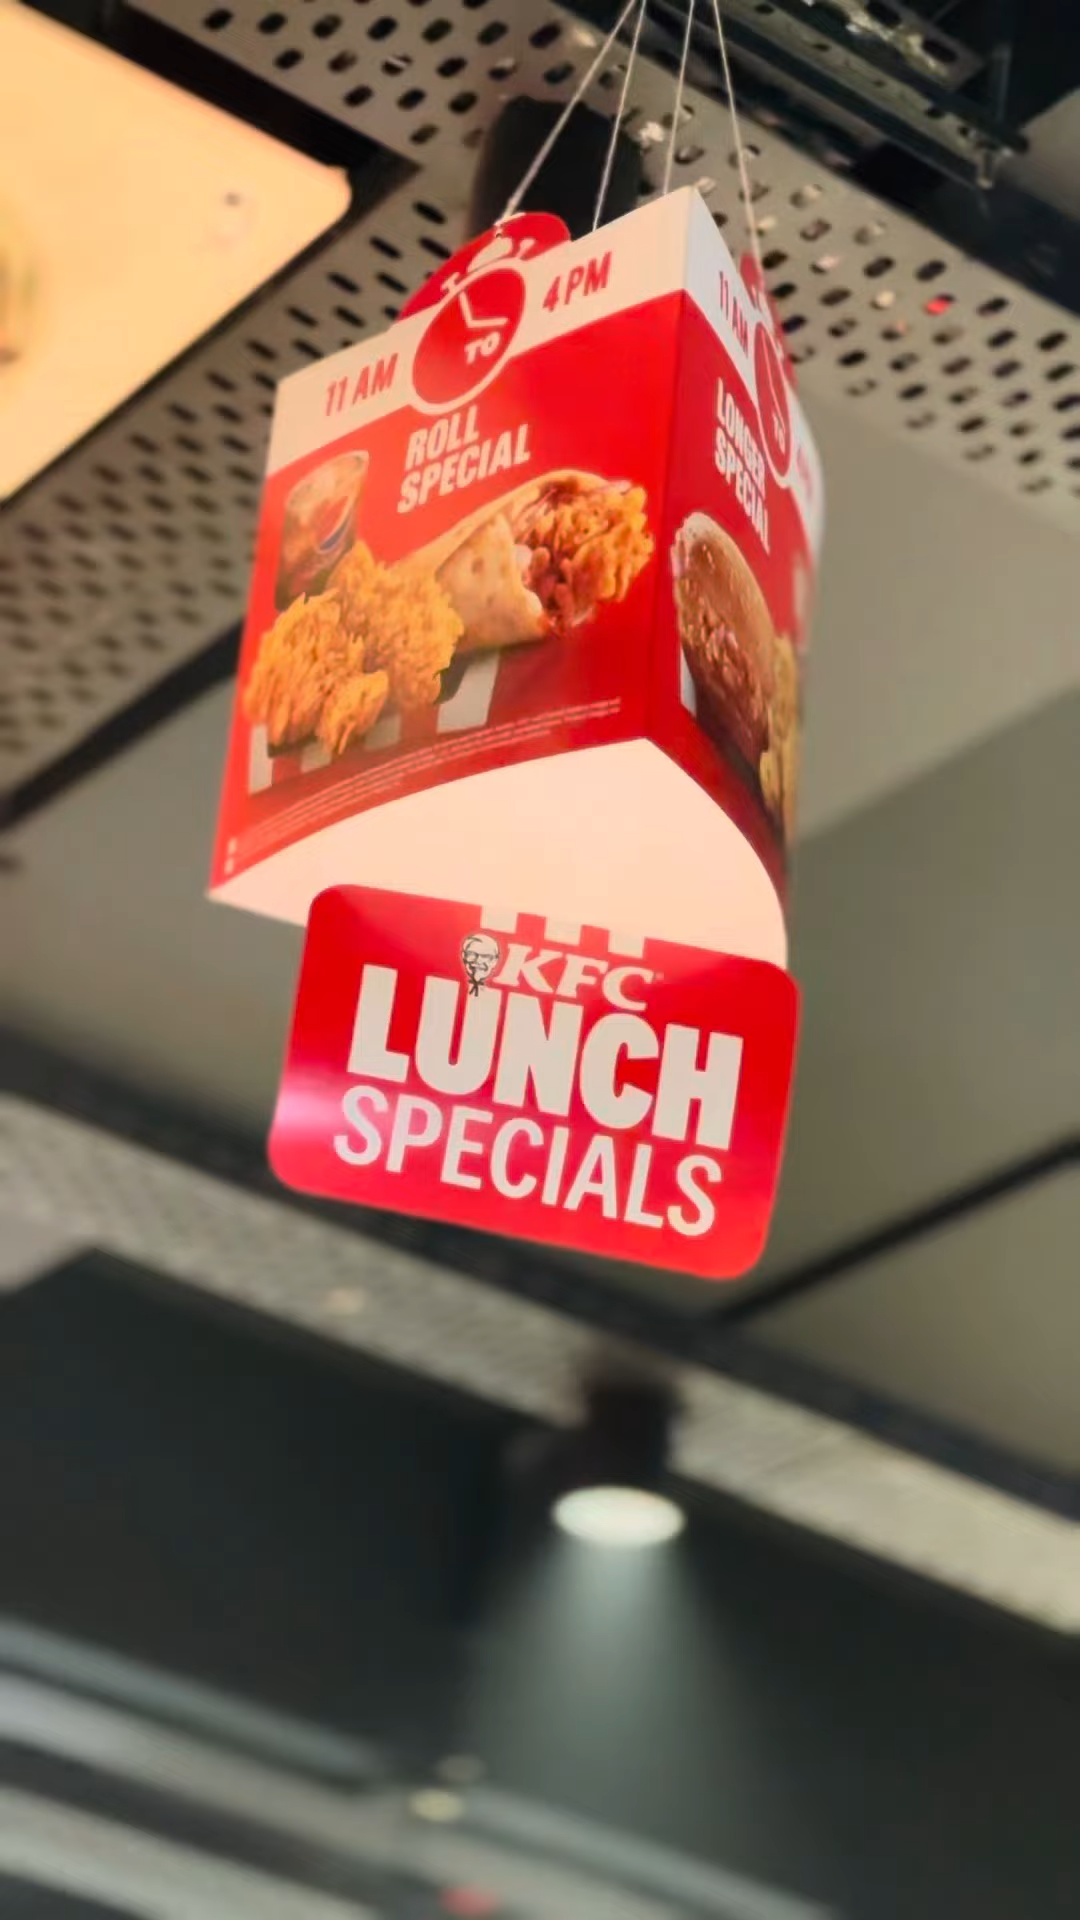 11 AM TO 4 PM
ROLL
SPECIAL
11 AM TO
LONGER
SPECIAL
KFC
LUNCH
SPECIALS